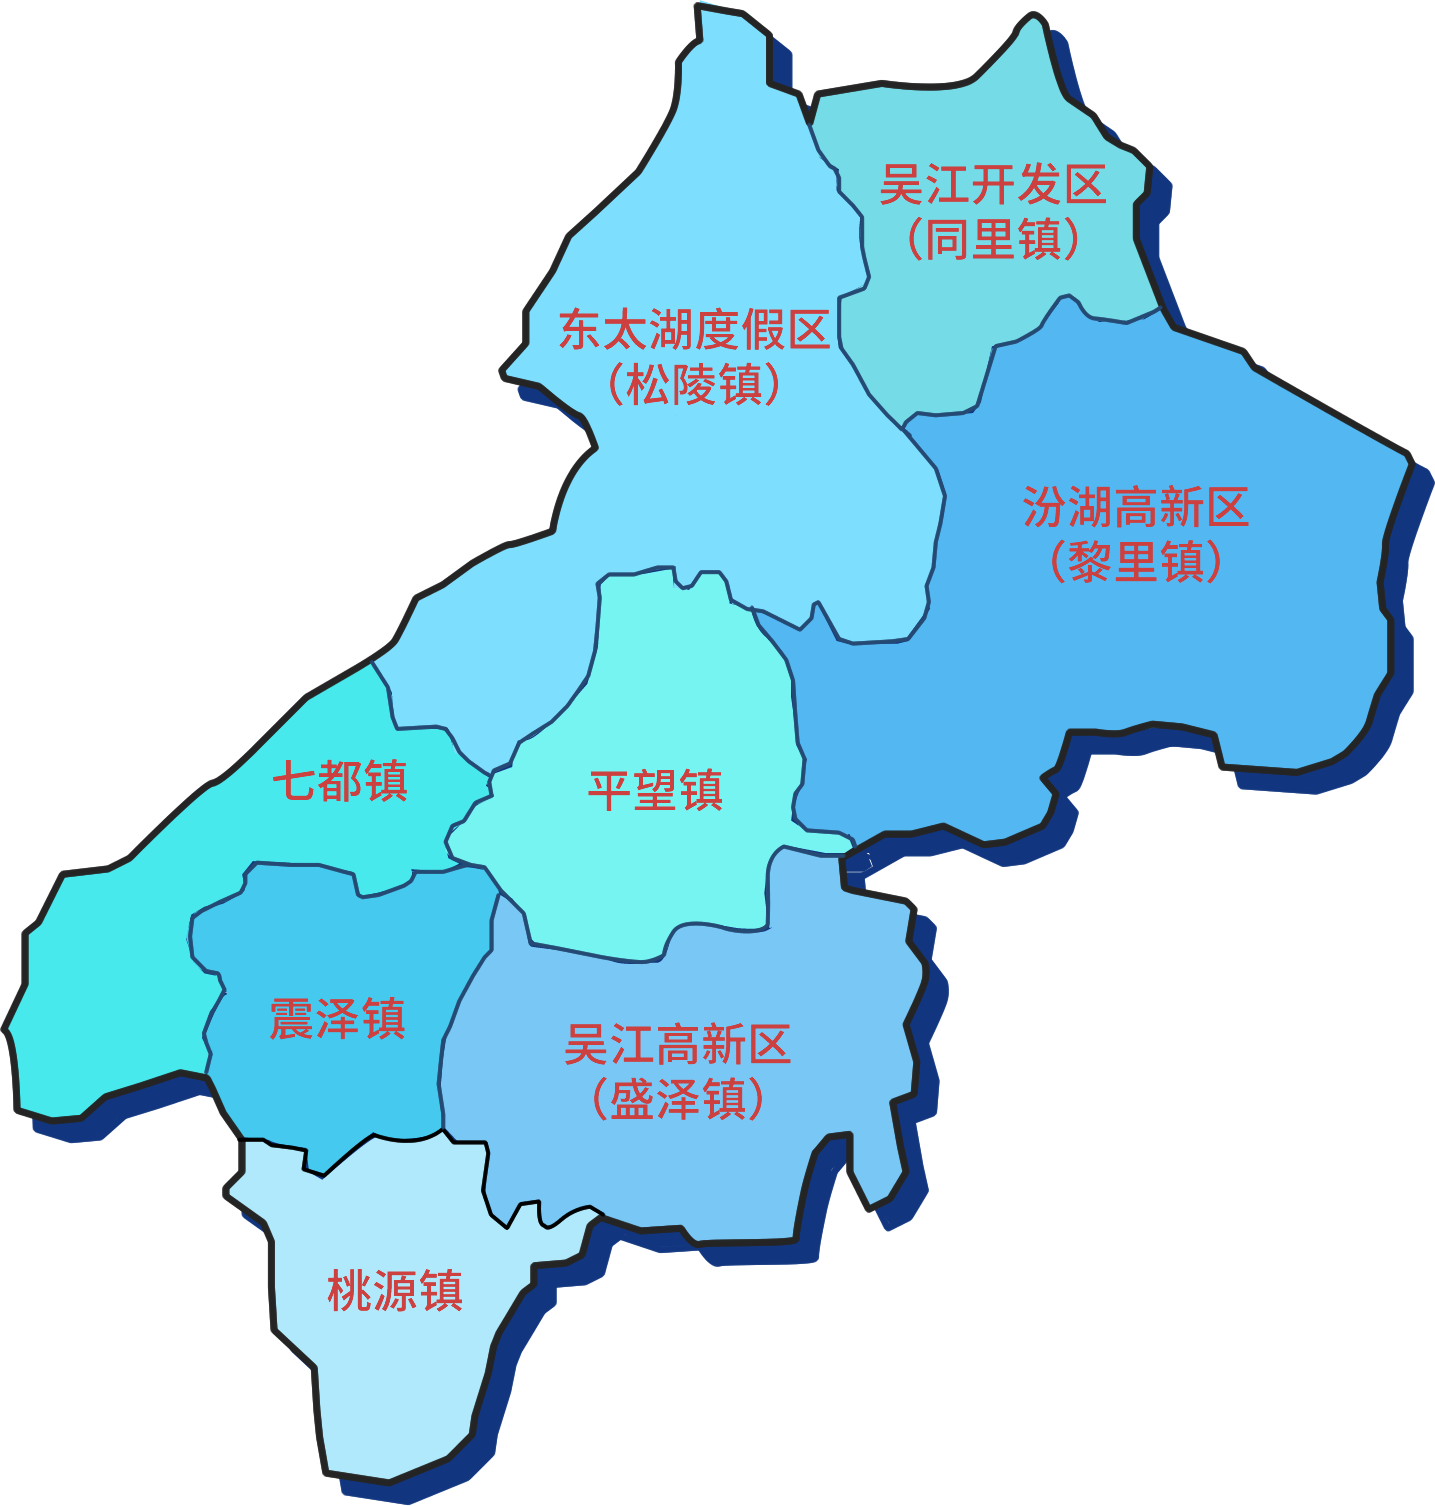 吴江开发区
（同里镇）
东太湖度假区
（松陵镇）
汾湖高新区
（黎里镇）
七都镇
平望镇
震泽镇
吴江高新区
（盛泽镇）
桃源镇